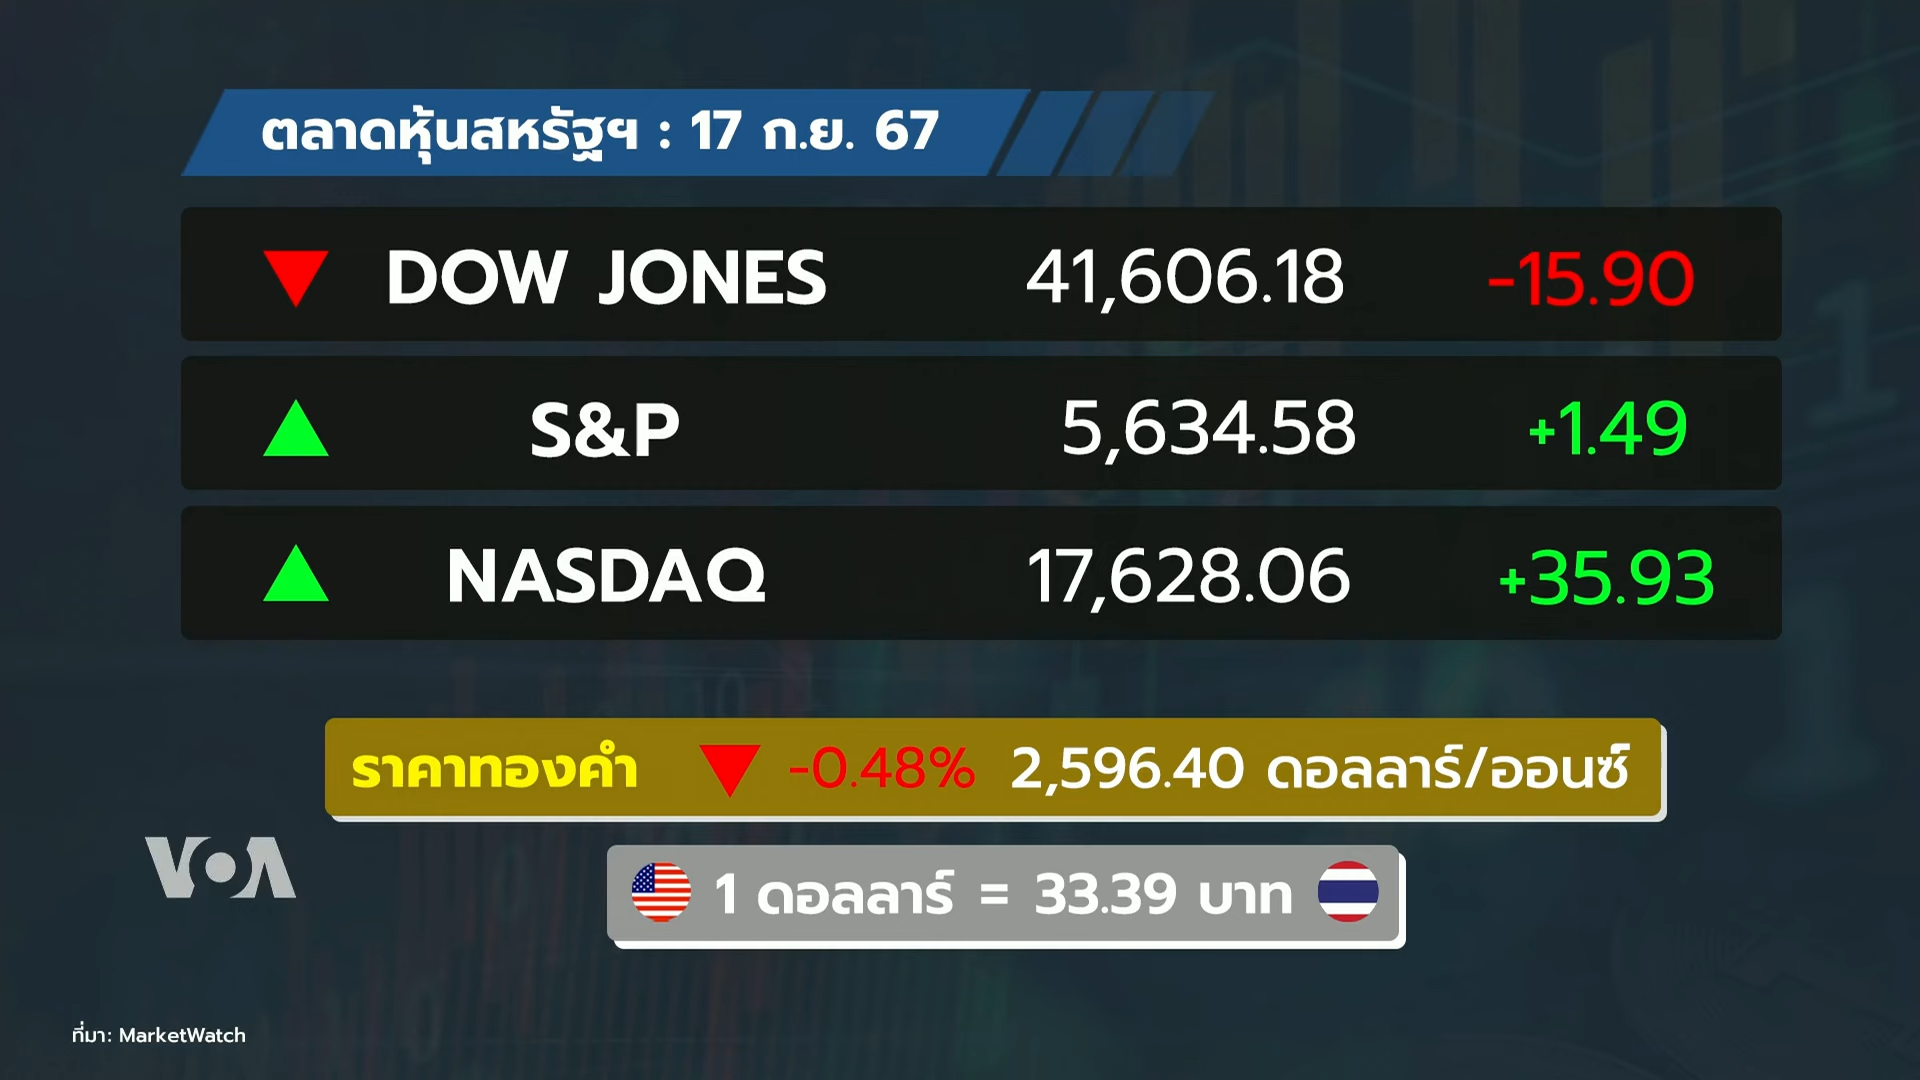 ตลาดหุ้นสหรัฐฯ : 17 ก.ย. 67
DOW JONES 41,606.18 -15.90
S&P 5,634.58 +1.49
NASDAQ 17,628.06 +35.93
ราคาทองคำ -0.48% 2,596.40 ดอลลาร์/ออนซ์
VOA
1 ดอลลาร์ = 33.39 บาท
ที่มา: MarketWatch